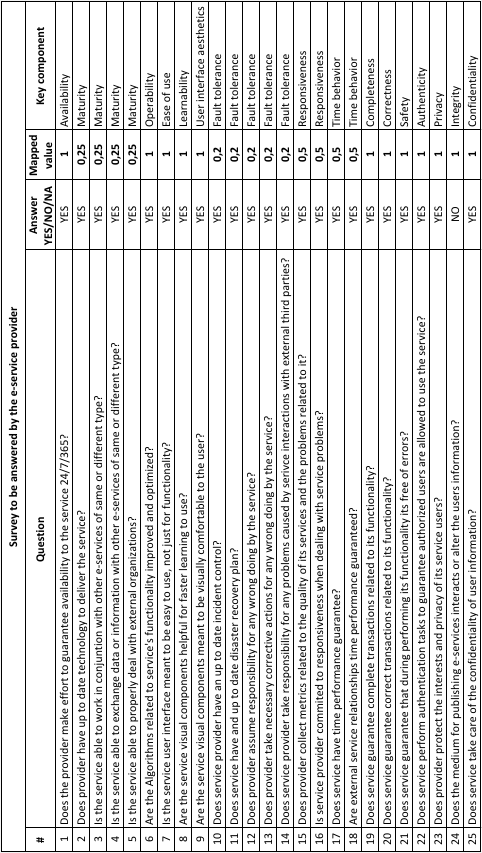 Survey to be answered by the e-service provider
# Question Answer YES/NO/NA Mapped value Key component
1 Does the provider make effort to guarantee availability to the service 24/7/365? YES 1 Availability
2 Does provider have up to date technology to deliver the service? YES 0,25 Maturity
3 Is the service able to work in conjuntion with other e-services of same or different type? YES 0,25 Maturity
4 Is the service able to exchange data or information with other e-services of same or different type? YES 0,25 Maturity
5 Is the service able to properly deal with external organizations? YES 0,25 Maturity
6 Are the Algorithms related to service's functionality improved and optimized? YES 1 Operability
7 Is the service user interface meant to be easy to use, not just for functionality? YES 1 Ease of use
8 Are the service visual components helpful for faster learning to use? YES 1 Learnability
9 Are the service visual components meant to be visually comfortable to the user? YES 1 User interface aesthetics
10 Does service provider have an up to date incident control? YES 0,2 Fault tolerance
11 Does service have and up to date disaster recovery plan? YES 0,2 Fault tolerance
12 Does provider assume responsibility for any wrong doing by the service? YES 0,2 Fault tolerance
13 Does provider take necessary corrective actions for any wrong doing by the service? YES 0,2 Fault tolerance
14 Does service provider take responsibility for any problems caused by serivce interactions with external third parties? YES 0,2 Fault tolerance
15 Does provider collect metrics related to the quality of its services and the problems related to it? YES 0,5 Responsiveness
16 Is service provider committed to responsiveness when dealing with service problems? YES 0,5 Responsiveness
17 Does service have time performance guarantee? YES 0,5 Time behavior
18 Are external service relationships time performance guaranteed? YES 0,5 Time behavior
19 Does service guarantee complete transactions related to its functionality? YES 1 Completeness
20 Does service guarantee correct transactions related to its functionality? YES 1 Correctness
21 Does service guarantee that during performing its functionality its free of errors? YES 1 Safety
22 Does service perform authentication tasks to guarantee authorized users are allowed to use the service? YES 1 Authenticity
23 Does provider protect the interests and privacy of its service users? YES 1 Privacy
24 Does the medium for publishing e-services interacts or alter the users information? NO 1 Integrity
25 Does service take care of the confidentiality of user information? YES 1 Confidentiality